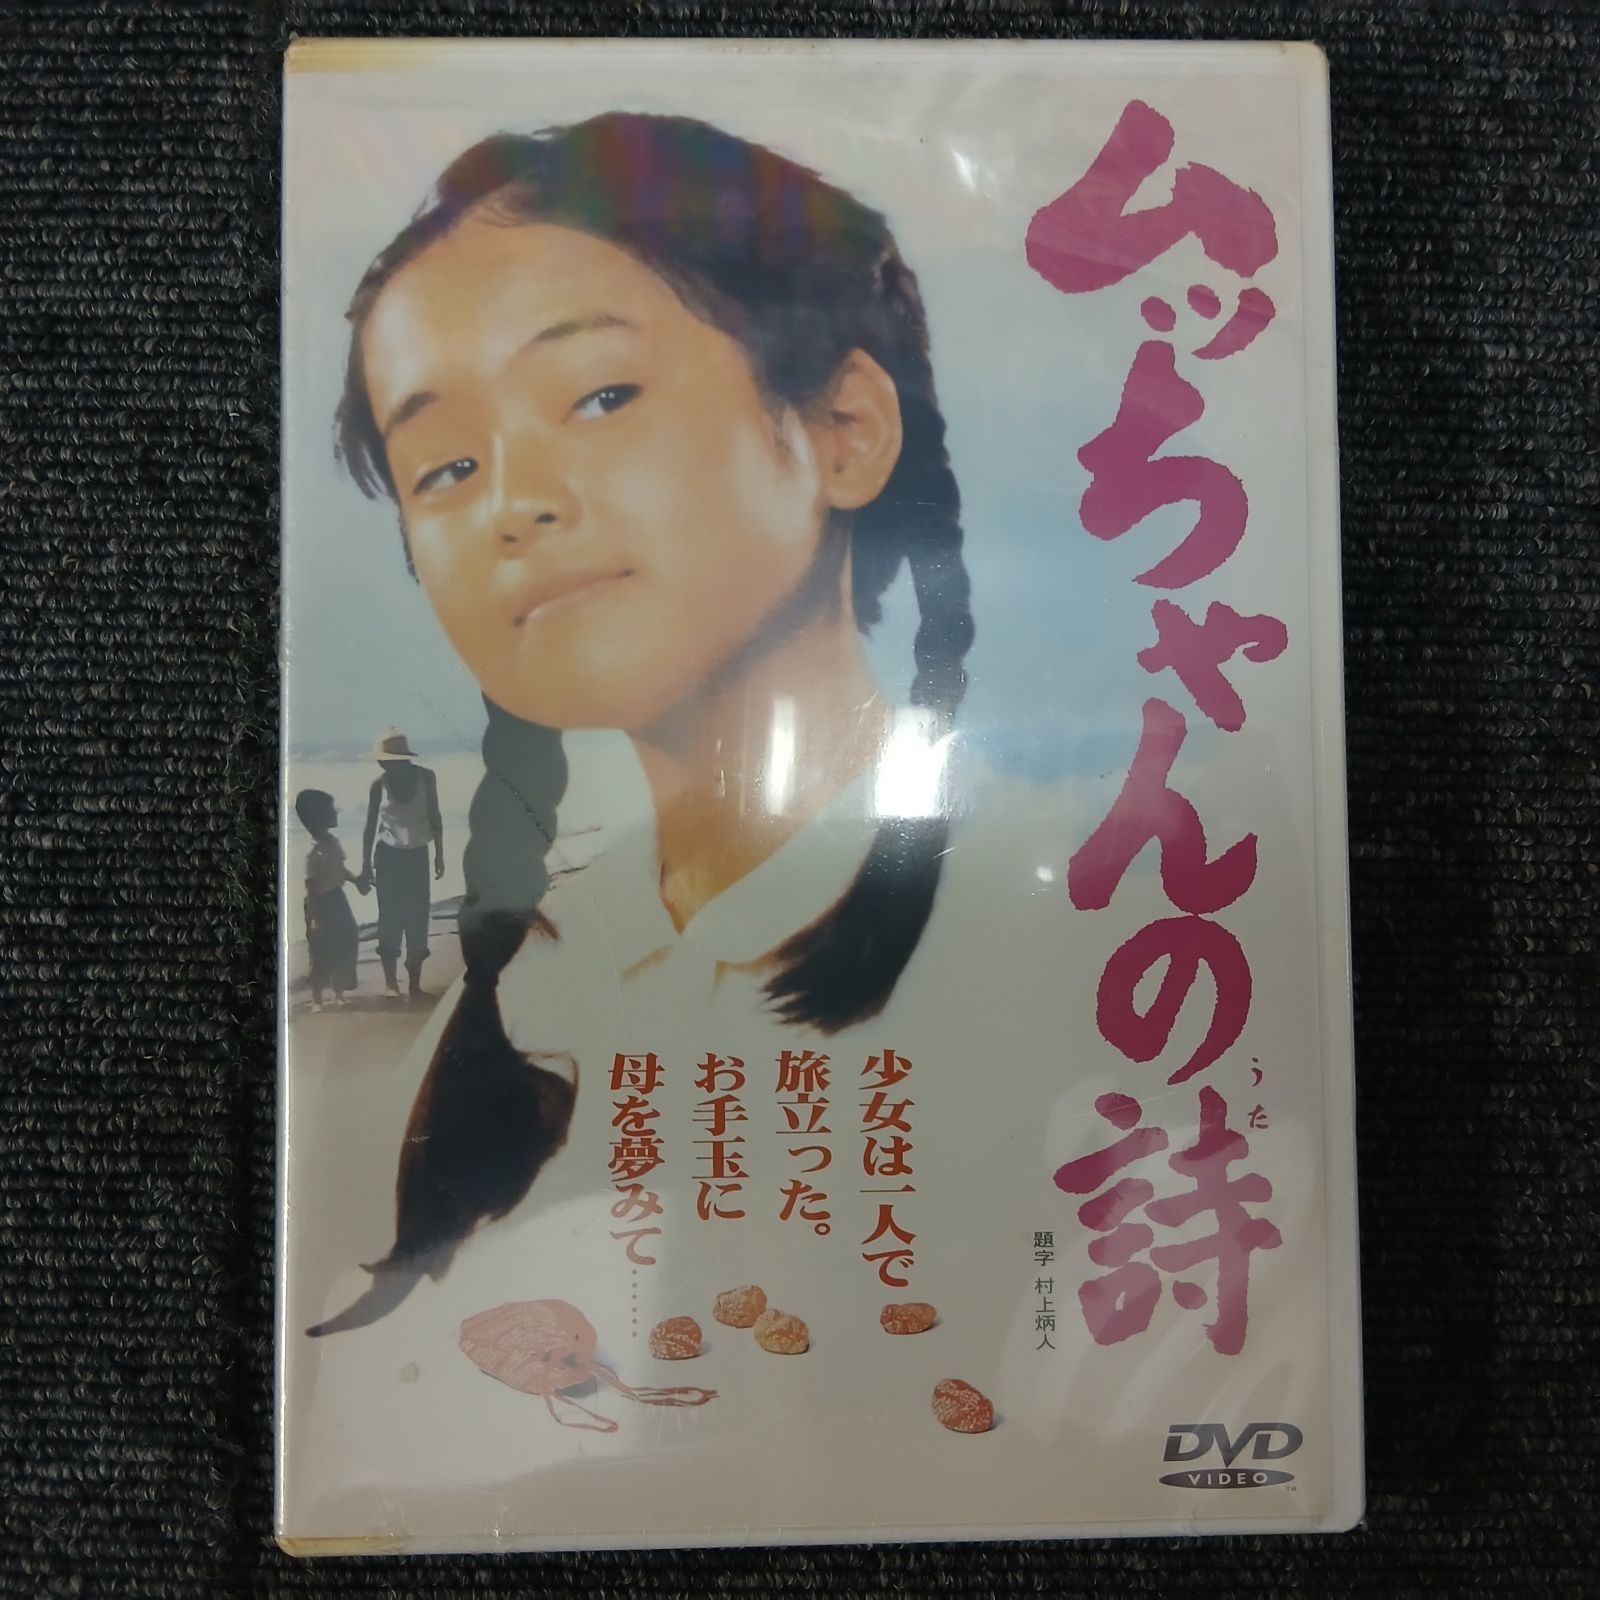 ムッちゃんの詩
うた
題字 村上炳人
少女は一人で
旅立った。
お手玉に
母を夢みて……
DVD
VIDEO
TM